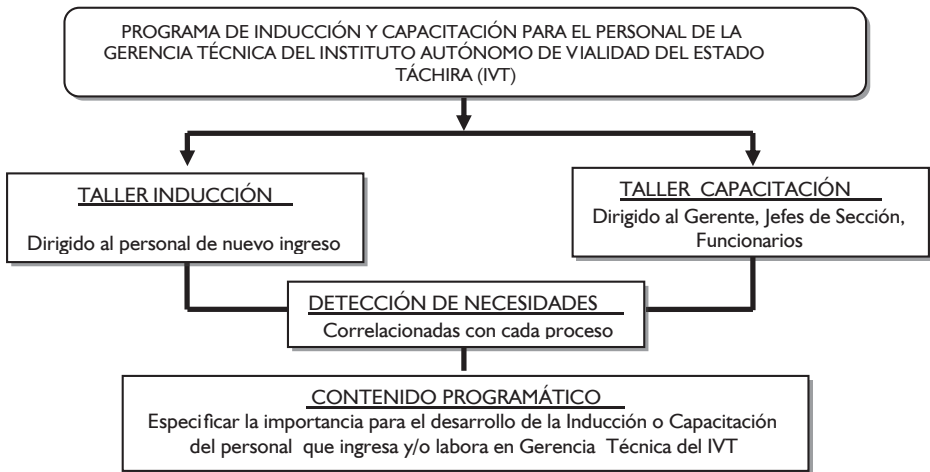 PROGRAMA DE INDUCCIÓN Y CAPACITACIÓN PARA EL PERSONAL DE LA
GERENCIA TÉCNICA DEL INSTITUTO AUTÓNOMO DE VIALIDAD DEL ESTADO
TÁCHIRA (IVT)
TALLER INDUCCIÓN
Dirigido al personal de nuevo ingreso
TALLER CAPACITACIÓN
Dirigido al Gerente, Jefes de Sección,
Funcionarios
DETECCIÓN DE NECESIDADES
Correlacionadas con cada proceso
CONTENIDO PROGRAMÁTICO
Especificar la importancia para el desarrollo de la Inducción o Capacitación
del personal que ingresa y/o labora en Gerencia Técnica del IVT